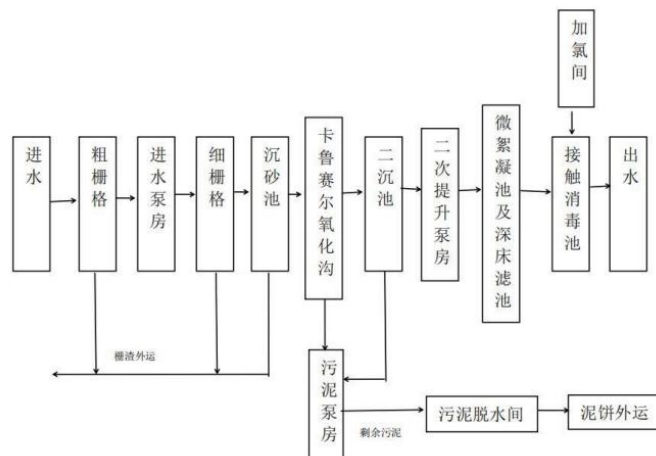 加氯间
进水
粗栅格
进水泵房
细栅格
沉砂池
卡鲁赛尔氧化沟
二沉池
二次提升泵房
微絮凝池及深床滤池
接触消毒池
出水
栅渣外运
污泥泵房
剩余污泥
污泥脱水间
泥饼外运